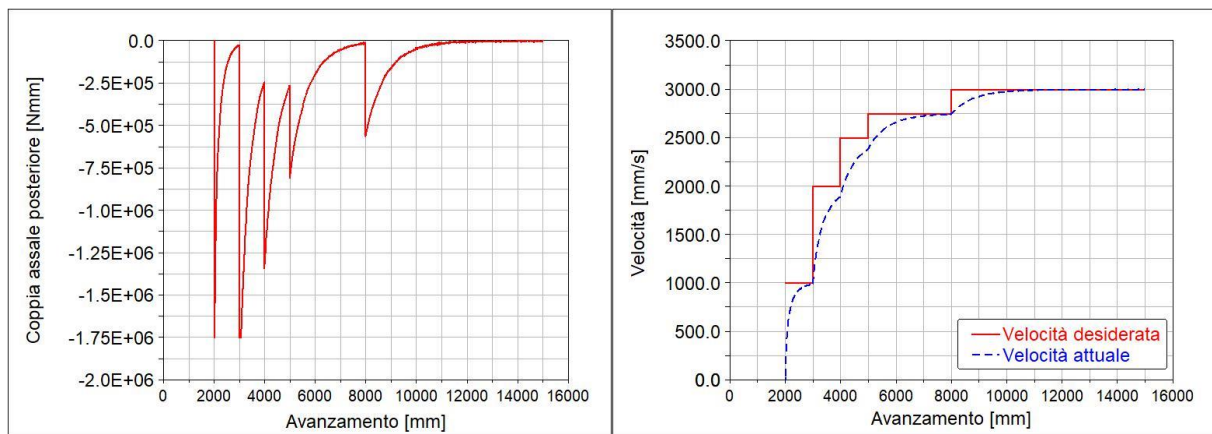 0.0
-2.5E+05
-5.0E+05
-7.5E+05
-1.0E+06
-1.25E+06
-1.5E+06
-1.75E+06
-2.0E+06
Coppia assale posteriore [Nmm]
0 2000 4000 6000 8000 10000 12000 14000 16000
Avanzamento [mm]
3500.0
3000.0
2500.0
2000.0
1500.0
1000.0
500.0
0.0
Velocità [mm/s]
Velocità desiderata
Velocità attuale
0 2000 4000 6000 8000 10000 12000 14000 16000
Avanzamento [mm]